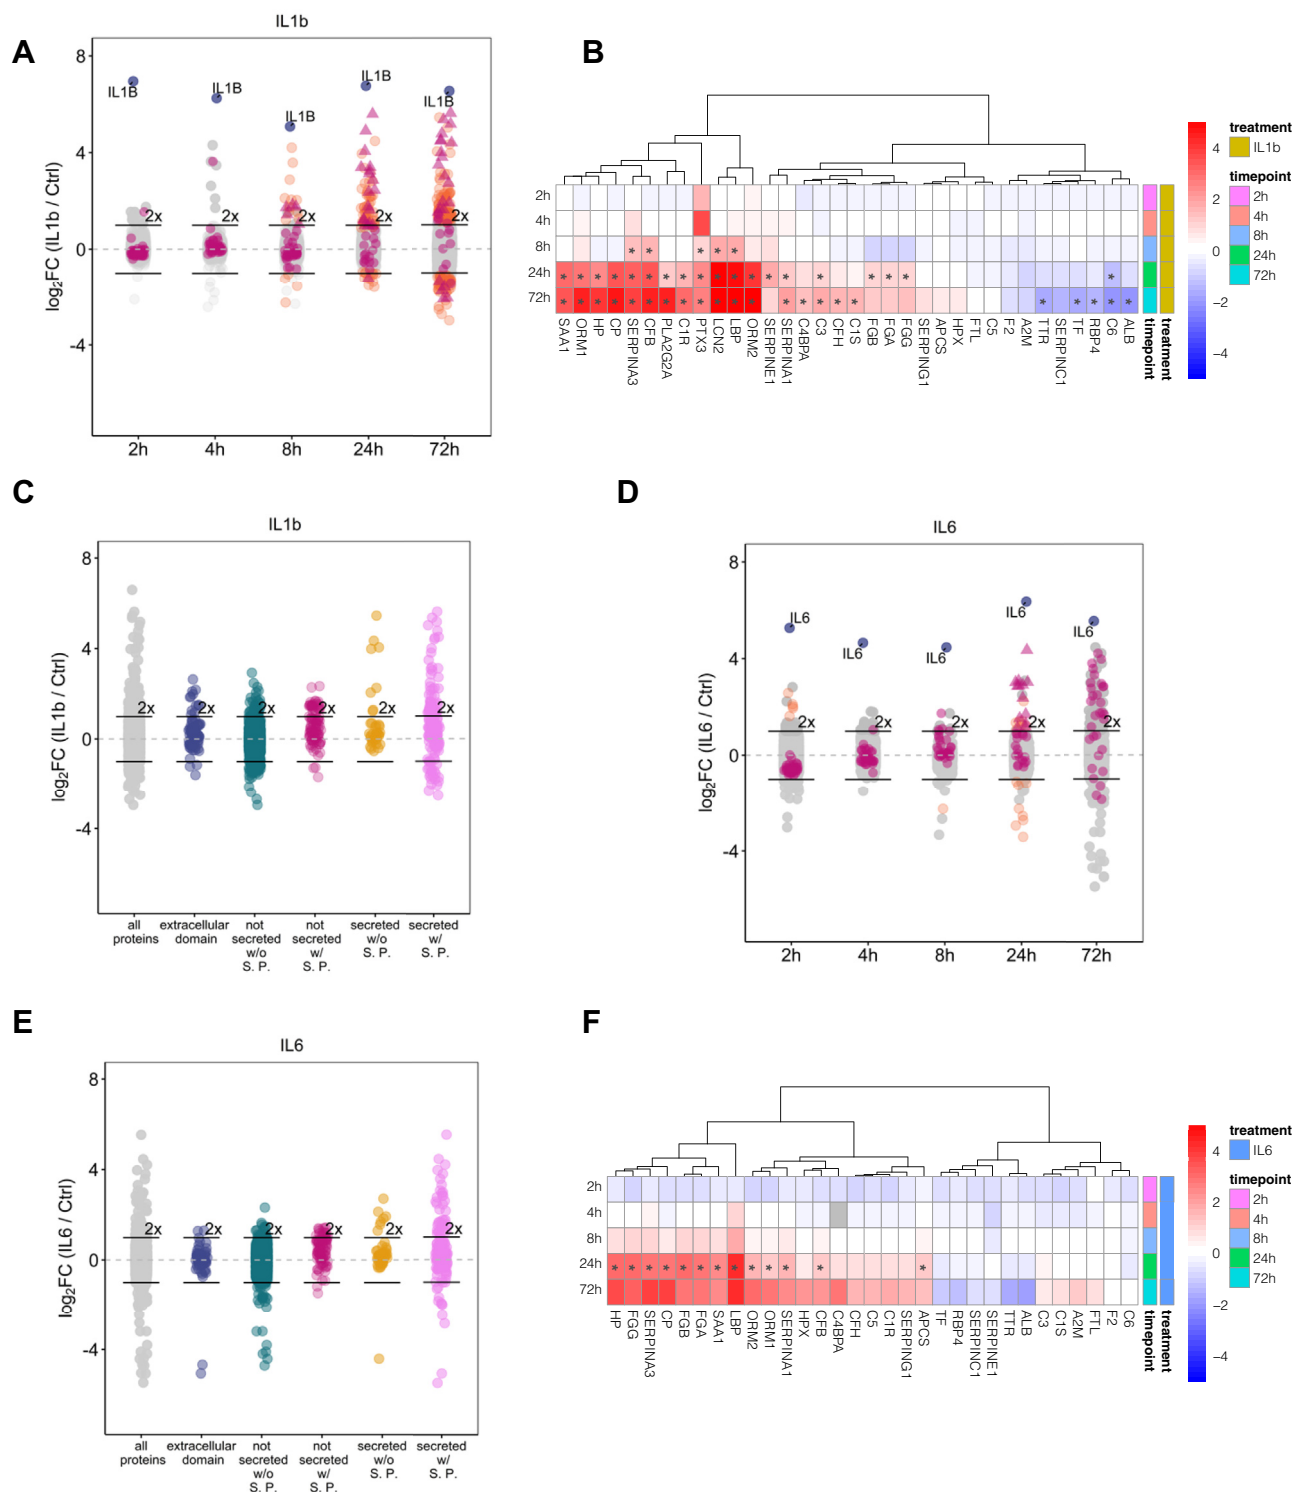 A
IL1b
log2FC (IL1b / Ctrl)
8
4
0
-4
IL1B
IL1B
IL1B
IL1B
IL1B
2x
2x
2x
2x
2x
2h
4h
8h
24h
72h
B
2h
4h
8h
24h
72h
* * * * *
* * * * * * * * * * * * * * * * * * *
* * * * * * * * * * * * * * * * * * * * * *
SAA1
ORM1
HP
CP
SERPINA3
CFB
PLA2G2A
C1R
PTX3
LCN2
LBP
ORM2
SERPINE1
SERPINA1
C4BPA
C3
CFH
C1S
FGB
FGA
FGG
SERPING1
APCS
HPX
FTL
C5
F2
A2M
TTR
SERPINC1
TF
RBP4
C6
ALB
timepoint
treatment
4
2
0
−2
−4
treatment
IL1b
timepoint
2h
4h
8h
24h
72h
C
IL1b
log2FC (IL1b / Ctrl)
8
4
0
-4
2x
2x
2x
2x
2x
2x
all
proteins
extracellular
domain
not
secreted
w/o
S. P.
not
secreted
w/
S. P.
secreted
w/o
S. P.
secreted
w/
S. P.
D
IL6
log2FC (IL6 / Ctrl)
8
4
0
-4
IL6
IL6
IL6
IL6
IL6
2x
2x
2x
2x
2x
2h
4h
8h
24h
72h
E
IL6
log2FC (IL6 / Ctrl)
8
4
0
-4
2x
2x
2x
2x
2x
2x
all
proteins
extracellular
domain
not
secreted
w/o
S. P.
not
secreted
w/
S. P.
secreted
w/o
S. P.
secreted
w/
S. P.
F
2h
4h
8h
24h
72h
* * * * * * * * * * * * *
HP
FGG
SERPINA3
CP
FGB
FGA
SAA1
LBP
ORM2
ORM1
SERPINA1
HPX
CFB
C4BPA
CFH
C5
C1R
SERPING1
APCS
TF
RBP4
SERPINC1
SERPINE1
TTR
ALB
C3
C1S
A2M
FTL
F2
C6
timepoint
treatment
4
2
0
−2
−4
treatment
IL6
timepoint
2h
4h
8h
24h
72h